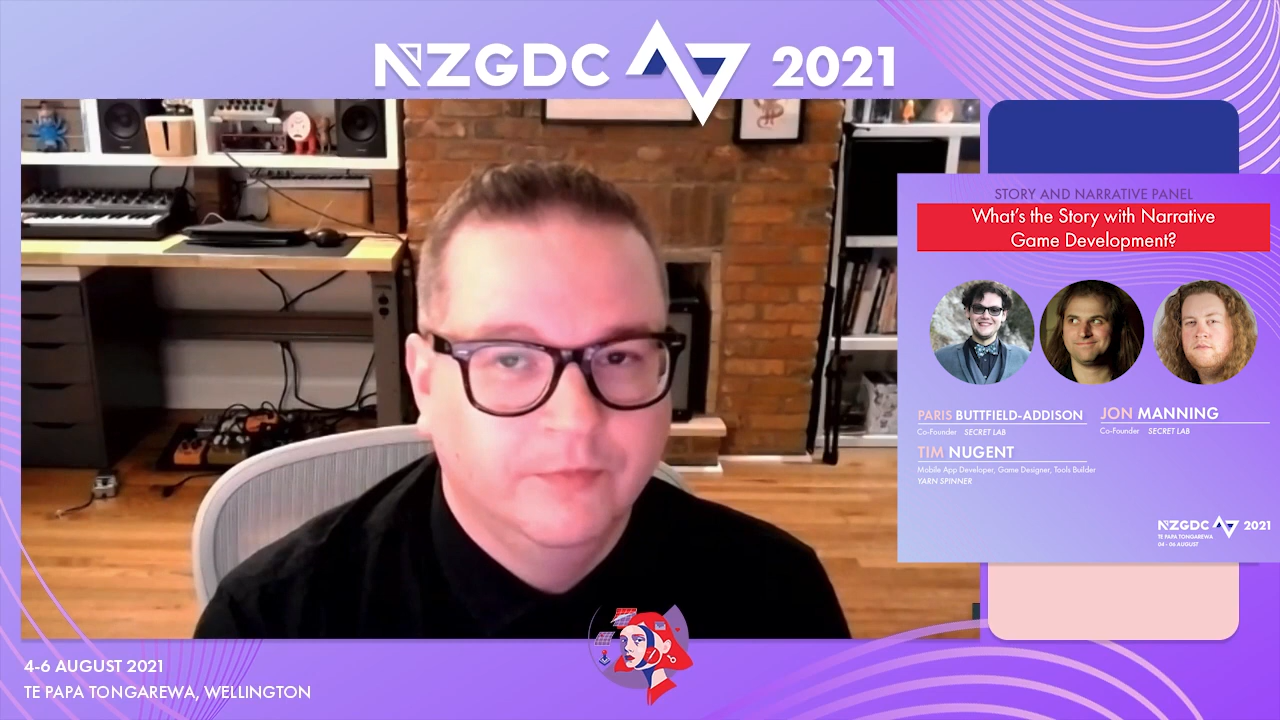 NZGDC 2021
STORY AND NARRATIVE PANEL
What's the Story with Narrative
Game Development?
PARIS BUTTFIELD-ADDISON
Co-Founder SECRET LAB
JON MANNING
Co-Founder SECRET LAB
TIM NUGENT
Mobile App Developer, Game Designer, Tools Builder
YARN SPINNER
NZGDC 2021
TE PAPA TONGAREWA
04 - 06 AUGUST
4-6 AUGUST 2021
TE PAPA TONGAREWA, WELLINGTON